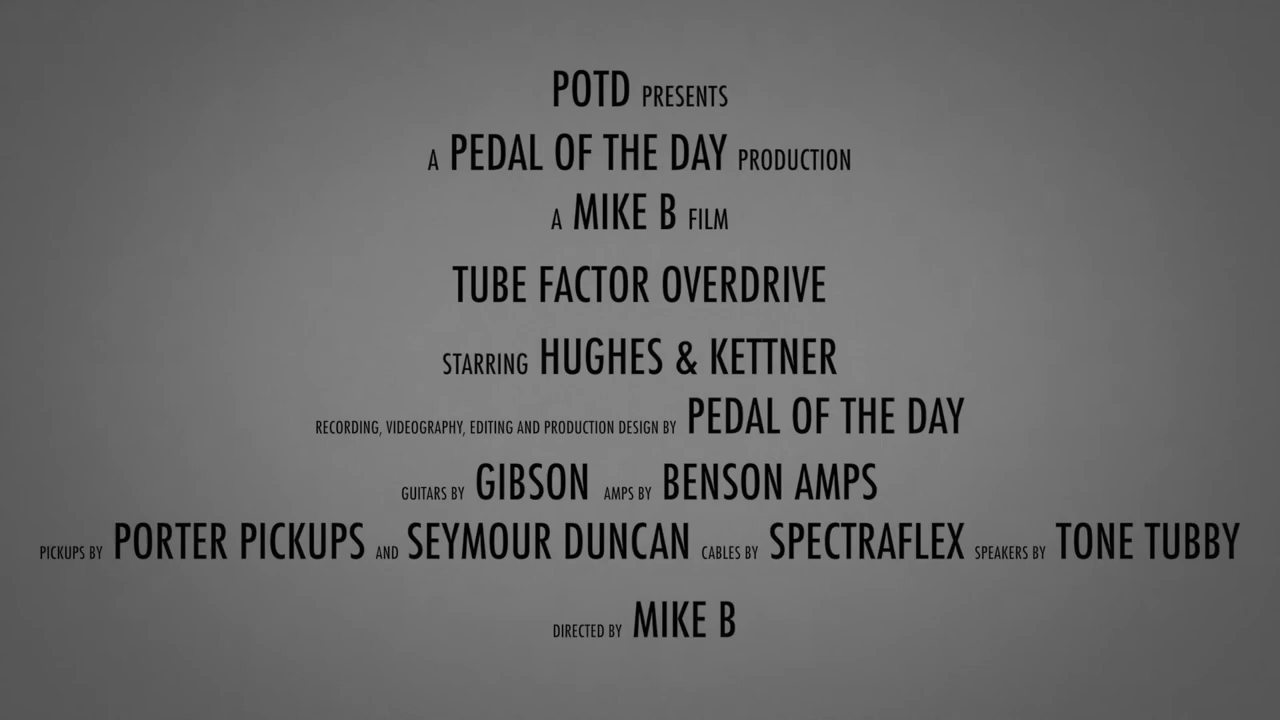 POTD PRESENTS
A PEDAL OF THE DAY PRODUCTION
A MIKE B FILM
TUBE FACTOR OVERDRIVE
STARRING HUGHES & KETTNER
RECORDING, VIDEOGRAPHY, EDITING AND PRODUCTION DESIGN BY PEDAL OF THE DAY
GUITARS BY GIBSON AMPS BY BENSON AMPS
PICKUPS BY PORTER PICKUPS AND SEYMOUR DUNCAN CABLES BY SPECTRAFLEX SPEAKERS BY TONE TUBBY
DIRECTED BY MIKE B